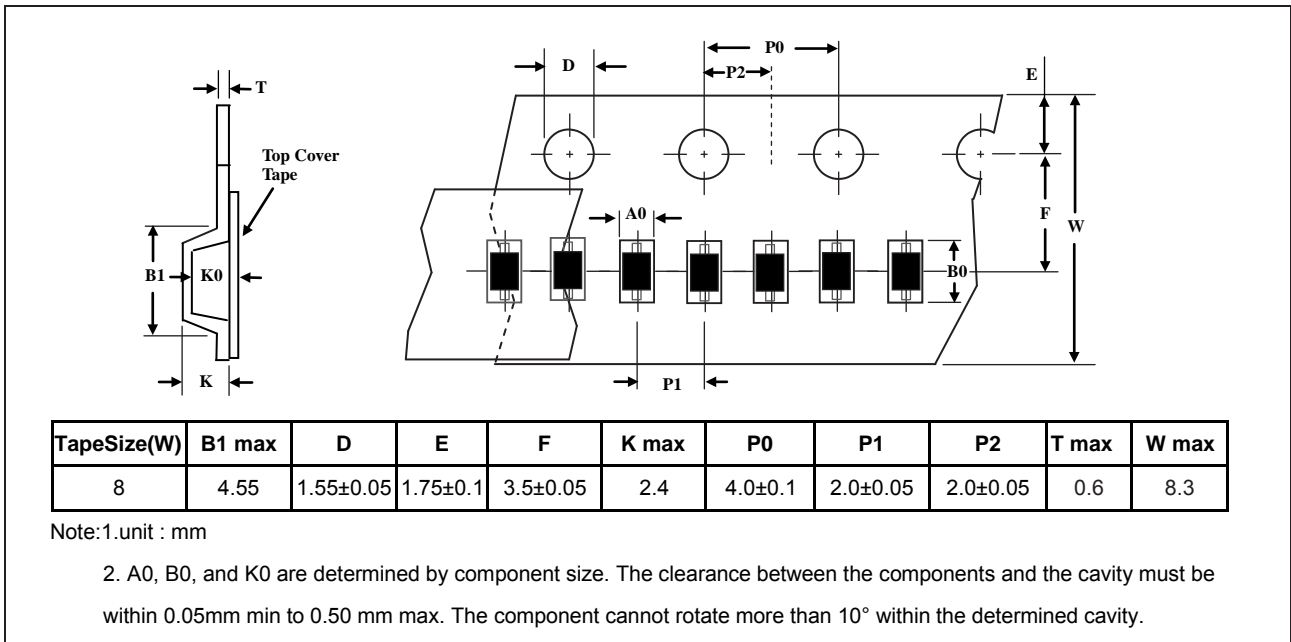 P0
D
P2
E
T
Top Cover
Tape
A0
F
W
B1
K0
B0
K
P1
TapeSize(W) B1 max D E F K max P0 P1 P2 T max W max
8 4.55 1.55±0.05 1.75±0.1 3.5±0.05 2.4 4.0±0.1 2.0±0.05 2.0±0.05 0.6 8.3
Note:1.unit : mm
2. A0, B0, and K0 are determined by component size. The clearance between the components and the cavity must be
within 0.05mm min to 0.50 mm max. The component cannot rotate more than 10° within the determined cavity.